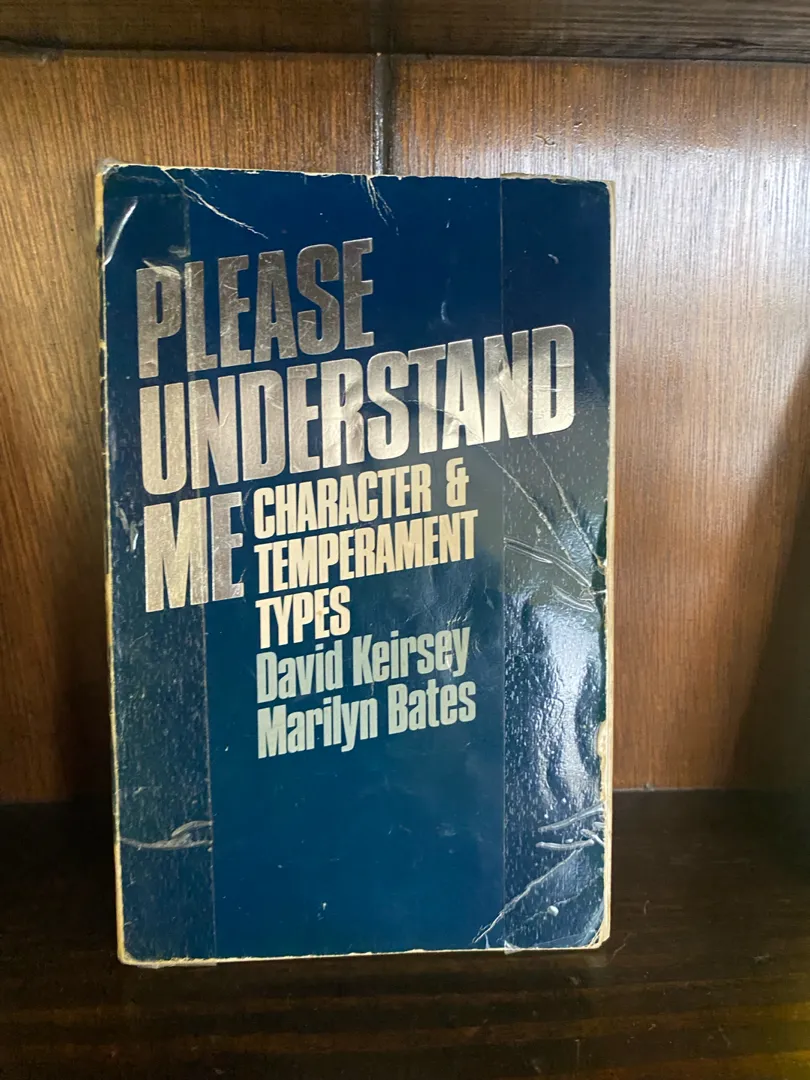 PLEASE
UNDERSTAND
ME
CHARACTER &
TEMPERAMENT
TYPES
David Keirsey
Marilyn Bates